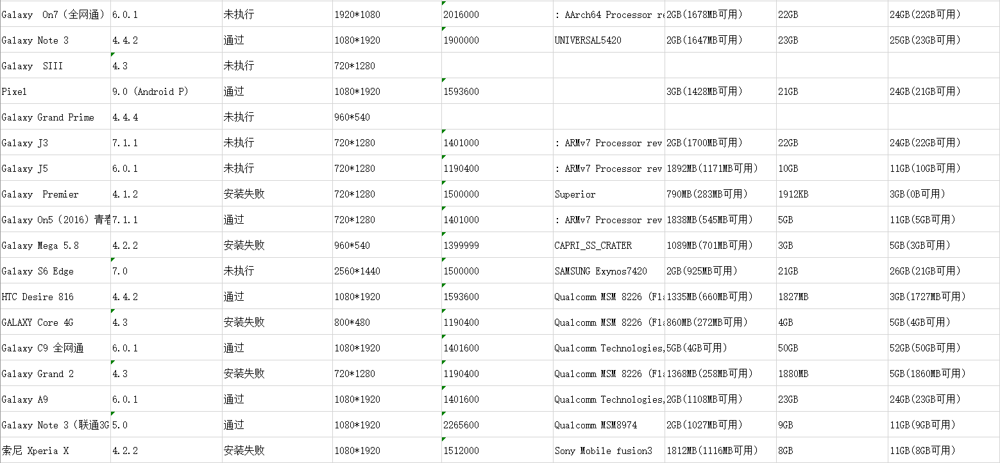 Galaxy On7（全网通） 6.0.1 未执行 1920*1080 2016000 : AArch64 Processor re 2GB(1678MB可用) 22GB 24GB(22GB可用)
Galaxy Note 3 4.4.2 通过 1080*1920 1900000 UNIVERSAL5420 2GB(1647MB可用) 23GB 25GB(23GB可用)
Galaxy SIII 4.3 未执行 720*1280
Pixel 9.0 (Android P) 通过 1080*1920 1593600 3GB(1428MB可用) 21GB 24GB(21GB可用)
Galaxy Grand Prime 4.4.4 未执行 960*540
Galaxy J3 7.1.1 未执行 720*1280 1401000 : ARMv7 Processor rev 2GB(1700MB可用) 22GB 24GB(22GB可用)
Galaxy J5 6.0.1 未执行 720*1280 1190400 : ARMv7 Processor rev 1892MB(1171MB可用) 10GB 11GB(10GB可用)
Galaxy Premier 4.1.2 安装失败 720*1280 1500000 Superior 790MB(283MB可用) 1912KB 3GB(0B可用)
Galaxy On5（2016）青春 7.1.1 通过 720*1280 1401000 : ARMv7 Processor rev 1838MB(545MB可用) 5GB 11GB(5GB可用)
Galaxy Mega 5.8 4.2.2 安装失败 960*540 1399999 CAPRI_SS_CRATER 1089MB(701MB可用) 3GB 5GB(3GB可用)
Galaxy S6 Edge 7.0 未执行 2560*1440 1500000 SAMSUNG Exynos7420 2GB(925MB可用) 21GB 26GB(21GB可用)
HTC Desire 816 4.4.2 通过 1080*1920 1593600 Qualcomm MSM 8226 (Fla 1335MB(660MB可用) 1827MB 3GB(1727MB可用)
GALAXY Core 4G 4.3 安装失败 800*480 1190400 Qualcomm MSM 8226 (Fla 860MB(272MB可用) 4GB 5GB(4GB可用)
Galaxy C9 全网通 6.0.1 通过 1080*1920 1401600 Qualcomm Technologies, 5GB(4GB可用) 50GB 52GB(50GB可用)
Galaxy Grand 2 4.3 安装失败 720*1280 1190400 Qualcomm MSM 8226 (Fla 1368MB(258MB可用) 1880MB 5GB(1860MB可用)
Galaxy A9 6.0.1 通过 1080*1920 1401600 Qualcomm Technologies, 2GB(1108MB可用) 23GB 24GB(23GB可用)
Galaxy Note 3（联通3G 5.0 通过 1080*1920 2265600 Qualcomm MSM8974 2GB(1027MB可用) 9GB 11GB(9GB可用)
索尼 Xperia X 4.2.2 安装失败 1080*1920 1512000 Sony Mobile fusion3 1812MB(1116MB可用) 8GB 11GB(8GB可用)